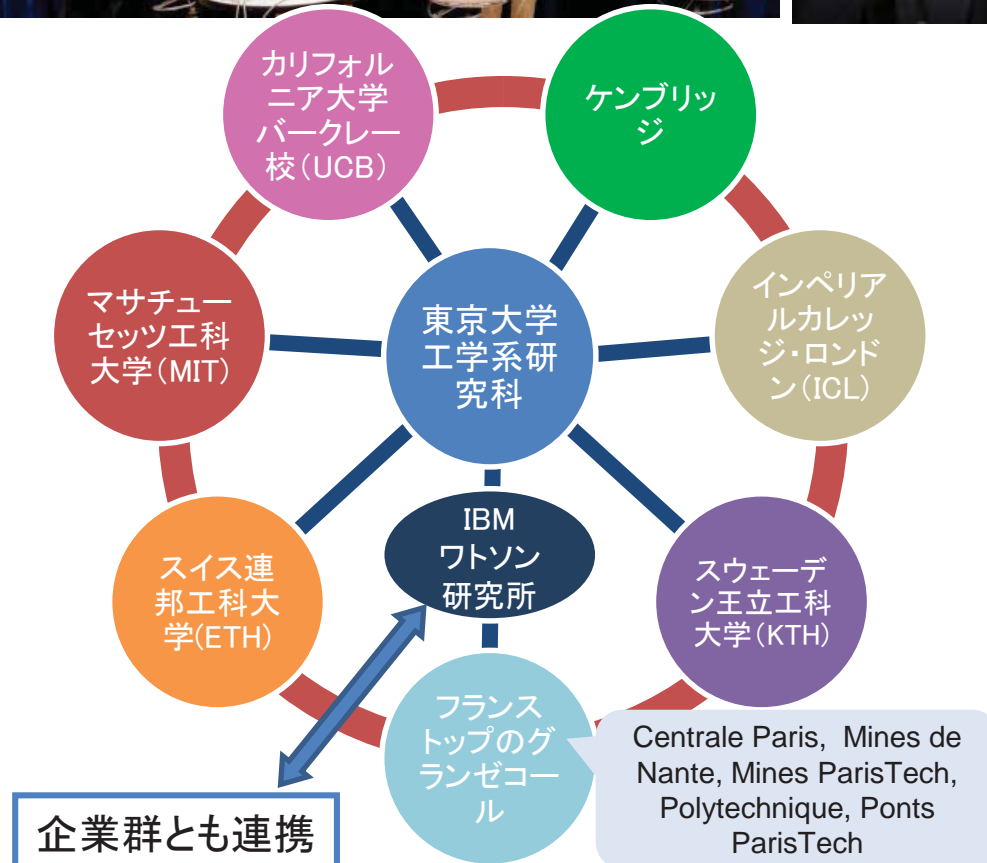 カリフォル
ニア大学
バークレー
校(UCB)
ケンブリッ
ジ
マサチュー
セッツ工科
大学(MIT)
東京大学
工学系研
究科
インペリア
ルカレッ
ジ・ロンド
ン(ICL)
スイス連
邦工科大
学(ETH)
IBM
ワトソン
研究所
スウェーデ
ン王立工科
大学(KTH)
フランス
トップのグ
ランゼコー
ル
Centrale Paris, Mines de
Nante, Mines ParisTech,
Polytechnique, Ponts
ParisTech
企業群とも連携